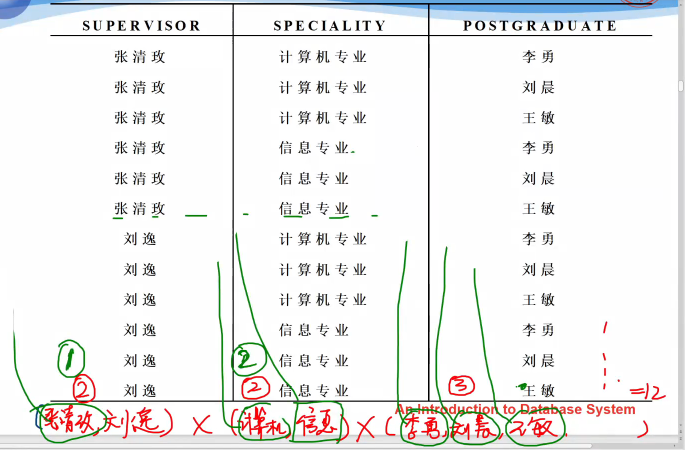 SUPERVISOR SPECIALITY POSTGRADUATE
张清玫 计算机专业 李勇
张清玫 计算机专业 刘晨
张清玫 计算机专业 王敏
张清玫 信息专业 李勇
张清玫 信息专业 刘晨
张清玫 信息专业 王敏
刘逸 计算机专业 李勇
刘逸 计算机专业 刘晨
刘逸 计算机专业 王敏
刘逸 信息专业 李勇
① ② 刘逸 信息专业 刘晨
② ② ③ 刘逸 信息专业 王敏 =12
An Introduction to Database System
(张清玫, 刘逸) × (计算机, 信息) × (李勇, 刘晨, 王敏, )